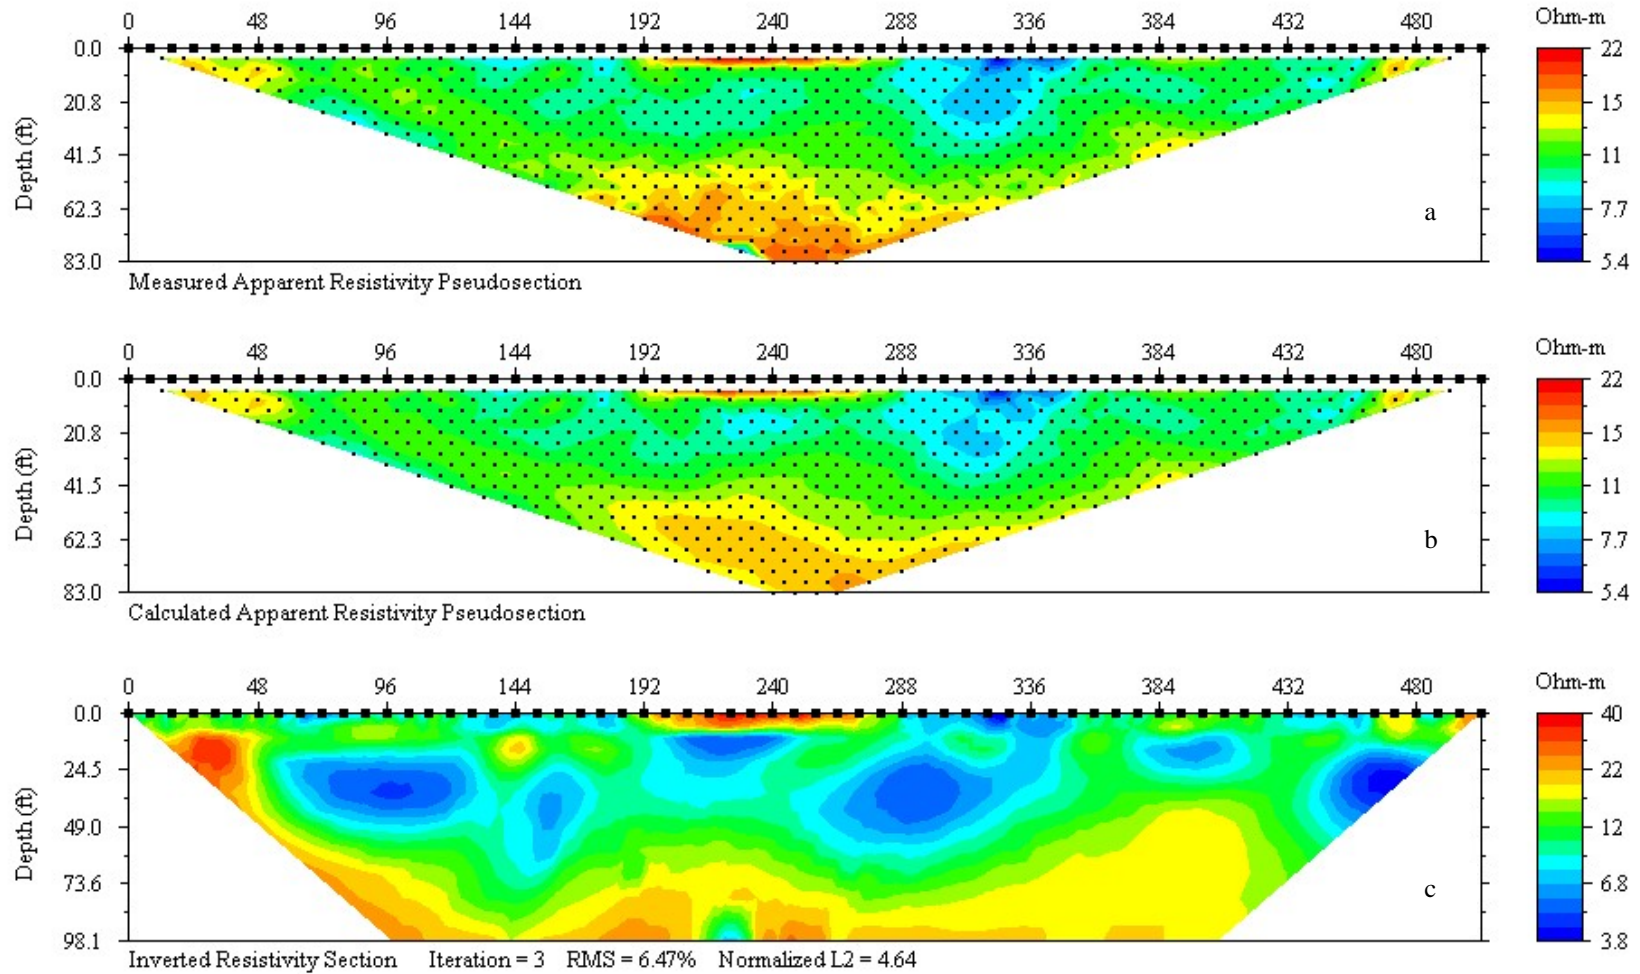 0 48 96 144 192 240 288 336 384 432 480 Ohm-m
0.0 22
20.8 15
41.5 11
62.3 a 7.7
83.0 5.4
Depth (ft)
Measured Apparent Resistivity Pseudosection
0 48 96 144 192 240 288 336 384 432 480 Ohm-m
0.0 22
20.8 15
41.5 11
62.3 b 7.7
83.0 5.4
Depth (ft)
Calculated Apparent Resistivity Pseudosection
0 48 96 144 192 240 288 336 384 432 480 Ohm-m
0.0 40
24.5 22
49.0 12
73.6 c 6.8
98.1 3.8
Depth (ft)
Inverted Resistivity Section Iteration = 3 RMS = 6.47% Normalized L2 = 4.64